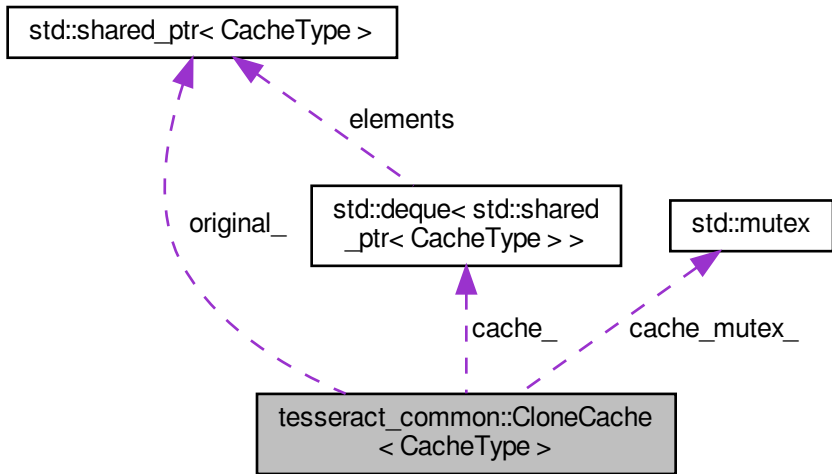 std::shared_ptr< CacheType >
elements
std::deque< std::shared
_ptr< CacheType > >
std::mutex
original_
cache_
cache_mutex_
tesseract_common::CloneCache
< CacheType >